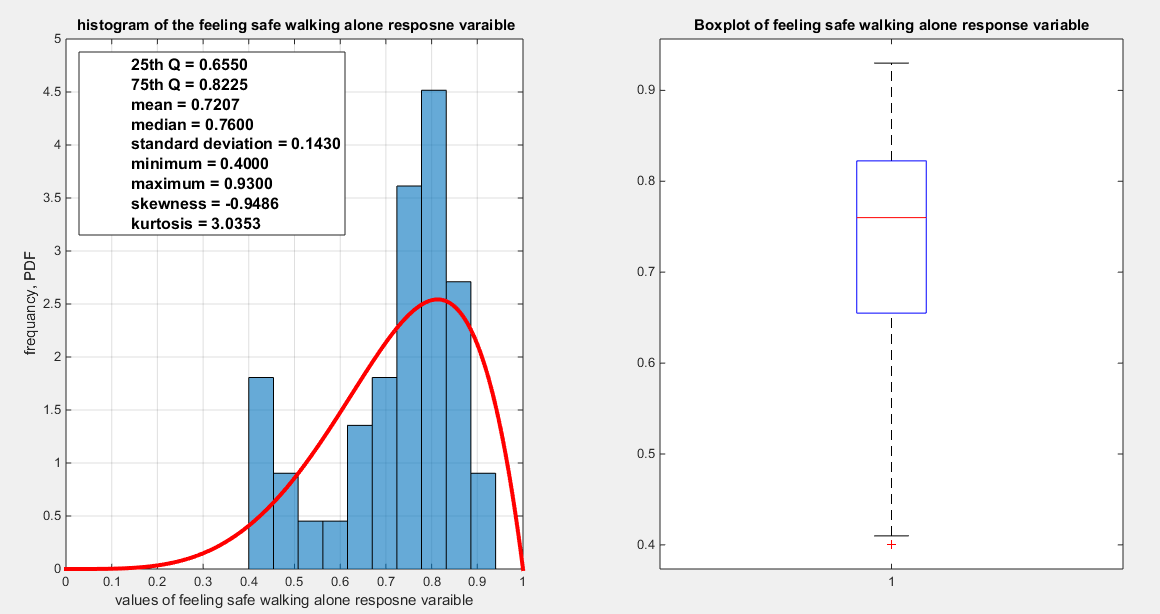 histogram of the feeling safe walking alone resposne varaible
25th Q = 0.6550
75th Q = 0.8225
mean = 0.7207
median = 0.7600
standard deviation = 0.1430
minimum = 0.4000
maximum = 0.9300
skewness = -0.9486
kurtosis = 3.0353
frequancy, PDF
5
4.5
4
3.5
3
2.5
2
1.5
1
0.5
0
0 0.1 0.2 0.3 0.4 0.5 0.6 0.7 0.8 0.9 1
values of feeling safe walking alone resposne varaible
Boxplot of feeling safe walking alone response variable
0.9
0.8
0.7
0.6
0.5
0.4
1